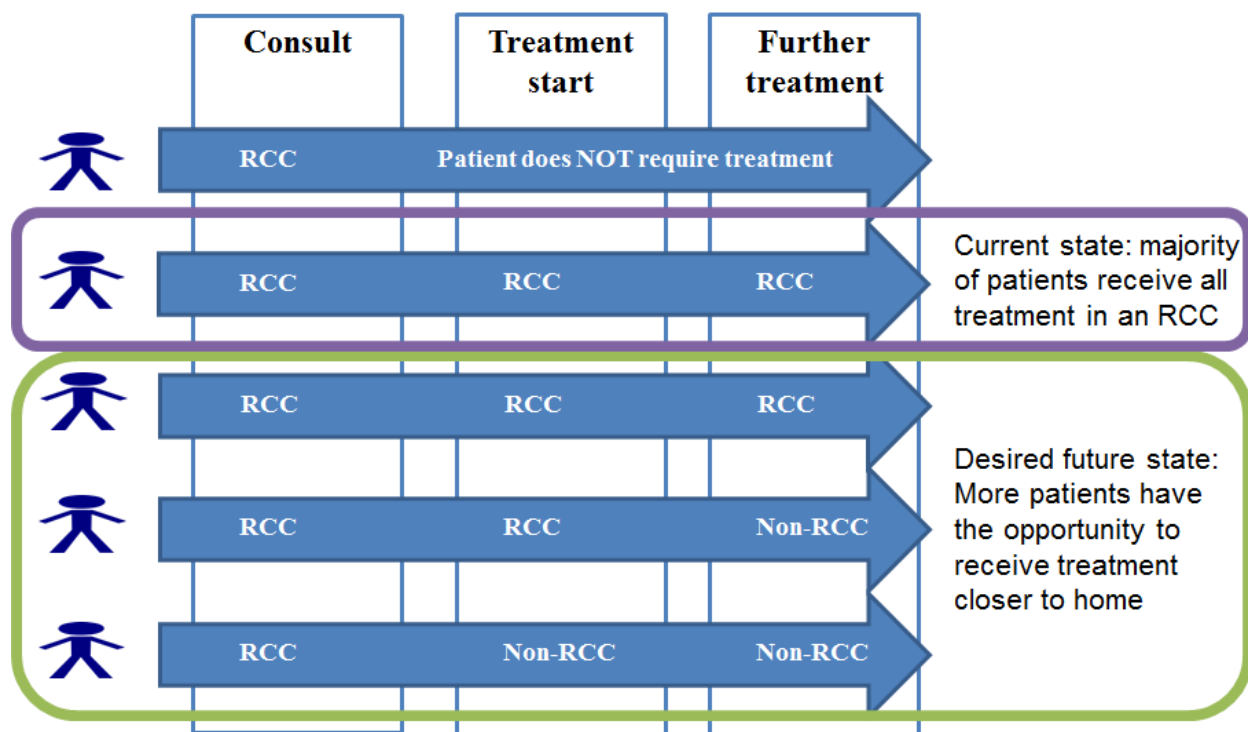 Consult
Treatment
start
Further
treatment
RCC
Patient does NOT require treatment
RCC
RCC
RCC
Current state: majority
of patients receive all
treatment in an RCC
RCC
RCC
RCC
RCC
RCC
Non-RCC
Desired future state:
More patients have
the opportunity to
receive treatment
closer to home
RCC
Non-RCC
Non-RCC